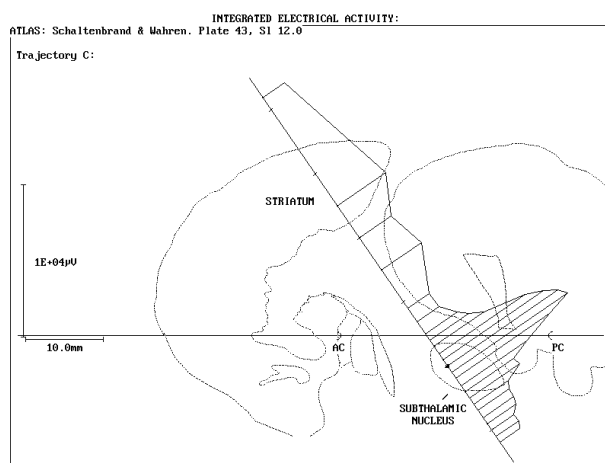 INTEGRATED ELECTRICAL ACTIVITY:
ATLAS: Schaltenbrand & Wahren. Plate 43, Sl 12.0
Trajectory C:
STRIATUM
1E+04µV
10.0mm
AC
PC
SUBTHALAMIC
NUCLEUS